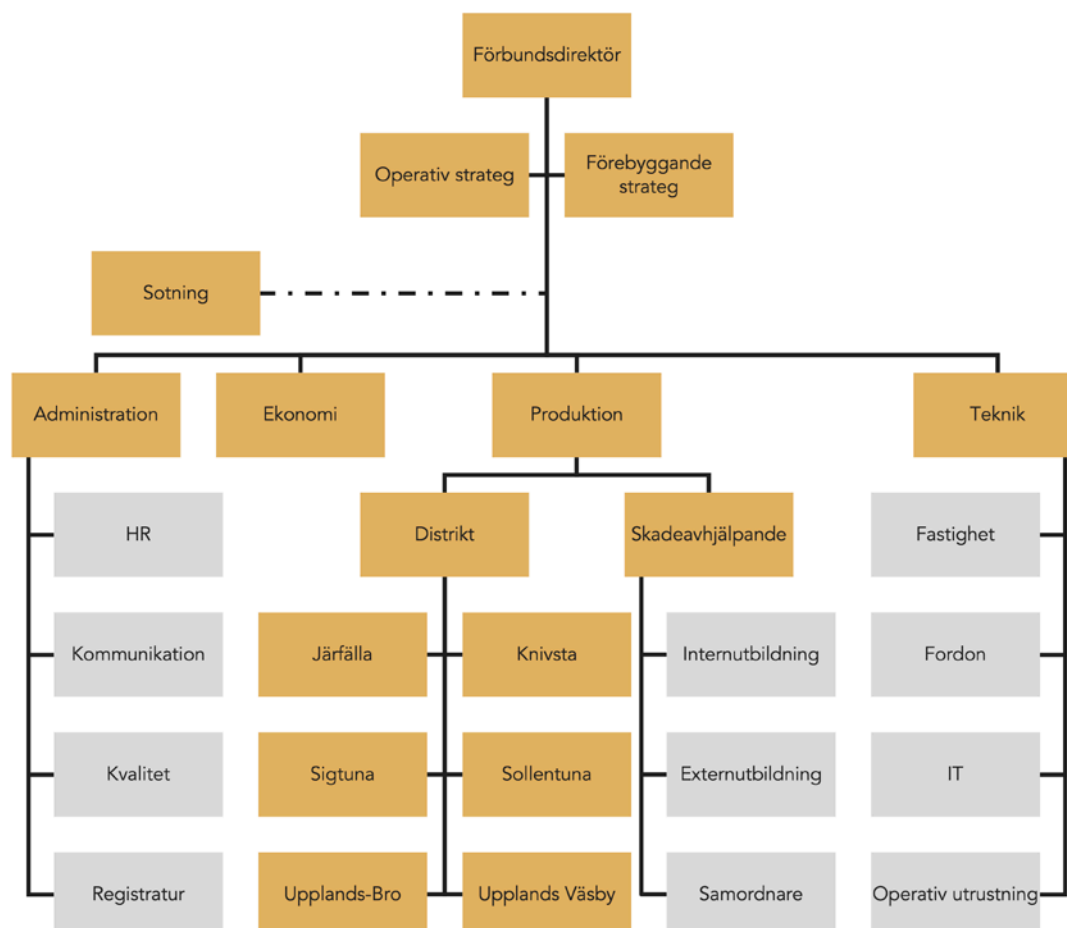 Förbundsdirektör
Operativ strateg
Förebyggande
strateg
Sotning
Administration
Ekonomi
Produktion
Teknik
HR
Distrikt
Skadeavhjälpande
Fastighet
Kommunikation
Järfälla
Knivsta
Internutbildning
Fordon
Kvalitet
Sigtuna
Sollentuna
Externutbildning
IT
Registratur
Upplands-Bro
Upplands Väsby
Samordnare
Operativ utrustning